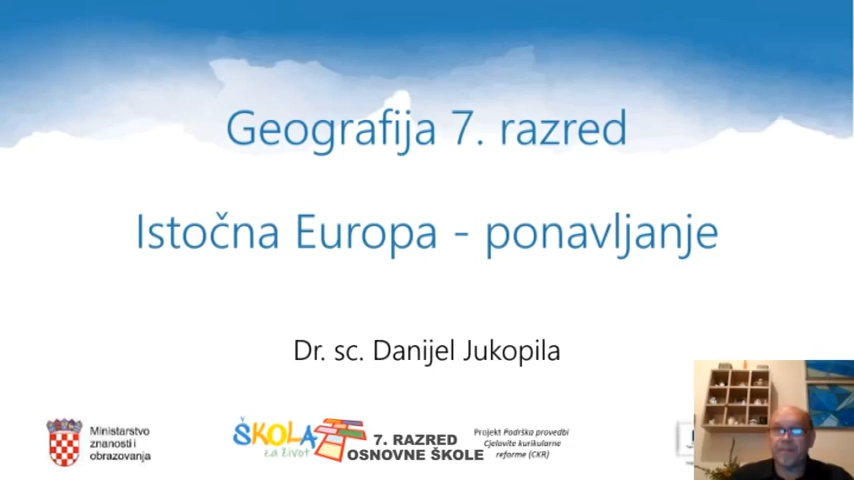 Geografija 7. razred
Istočna Europa - ponavljanje
Dr. sc. Danijel Jukopila
Ministarstvo
znanosti i
obrazovanja
ŠKOLA
za život
7. RAZRED
OSNOVNE ŠKOLE
Projekt Podrška provedbi
Cjelovite kurikularne
reforme (CKR)